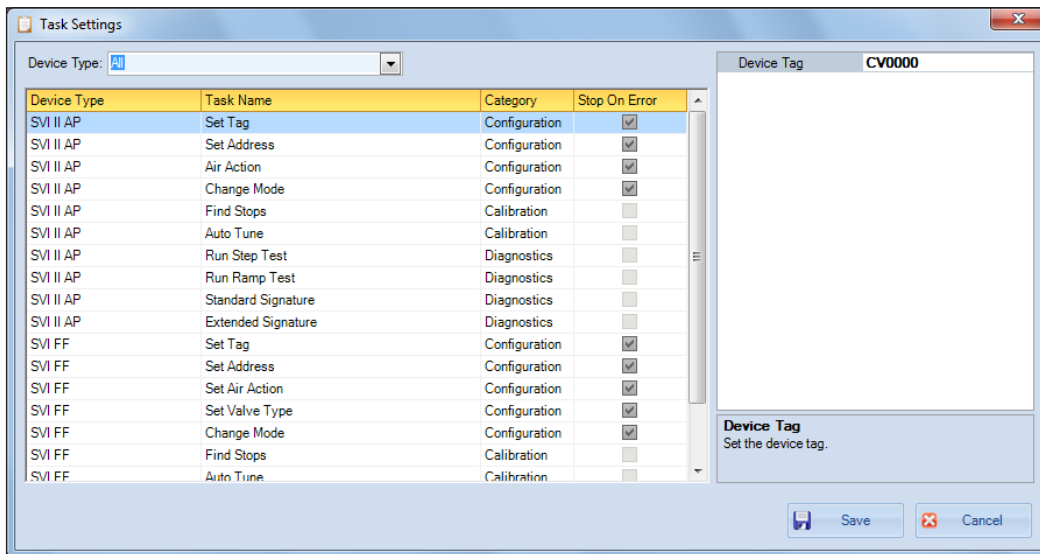 Task Settings
Device Type: All
Device Tag CV0000
Device Type Task Name Category Stop On Error
SVI II AP Set Tag Configuration
SVI II AP Set Address Configuration
SVI II AP Air Action Configuration
SVI II AP Change Mode Configuration
SVI II AP Find Stops Calibration
SVI II AP Auto Tune Calibration
SVI II AP Run Step Test Diagnostics
SVI II AP Run Ramp Test Diagnostics
SVI II AP Standard Signature Diagnostics
SVI II AP Extended Signature Diagnostics
SVI FF Set Tag Configuration
SVI FF Set Address Configuration
SVI FF Set Air Action Configuration
SVI FF Set Valve Type Configuration
SVI FF Change Mode Configuration
SVI FF Find Stops Calibration
SVI FF Auto Tune Calibration
Device Tag
Set the device tag.
Save Cancel